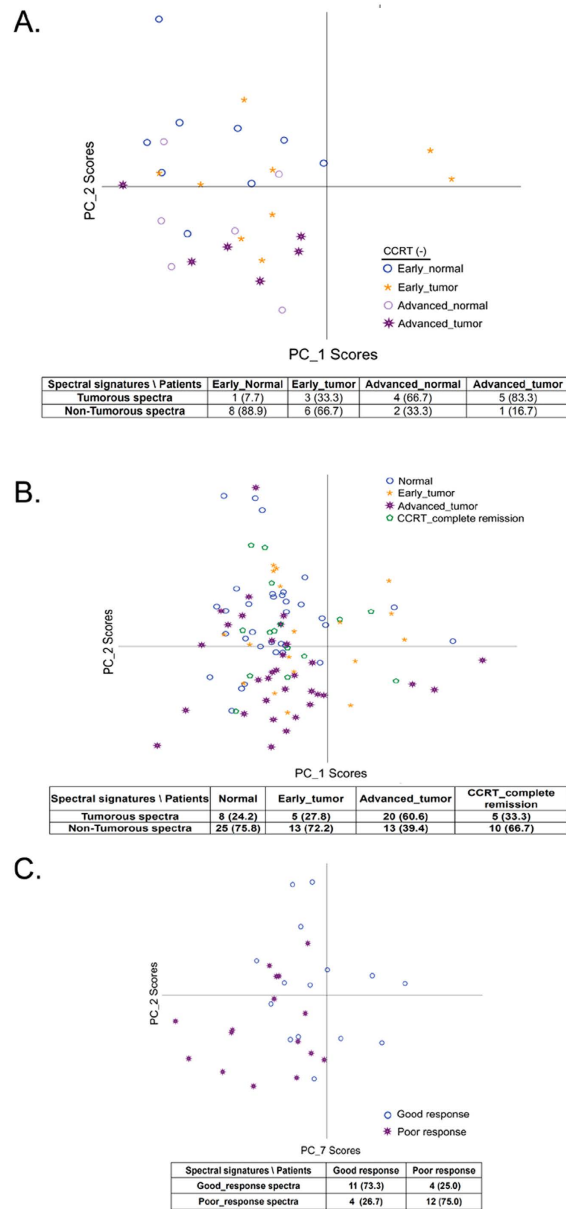 A.
PC_2 Scores
CCRT (-)
Early_normal
Early_tumor
Advanced_normal
Advanced_tumor
PC_1 Scores
Spectral signatures \ Patients Early_Normal Early_tumor Advanced_normal Advanced_tumor
Tumorous spectra 1 (7.7) 3 (33.3) 4 (66.7) 5 (83.3)
Non-Tumorous spectra 8 (88.9) 6 (66.7) 2 (33.3) 1 (16.7)
B.
Normal
Early_tumor
Advanced_tumor
CCRT_complete remission
PC_2 Scores
PC_1 Scores
Spectral signatures \ Patients Normal Early_tumor Advanced_tumor CCRT_complete
remission
Tumorous spectra 8 (24.2) 5 (27.8) 20 (60.6) 5 (33.3)
Non-Tumorous spectra 25 (75.8) 13 (72.2) 13 (39.4) 10 (66.7)
C.
PC_2 Scores
Good response
Poor response
PC_7 Scores
Spectral signatures \ Patients Good response Poor response
Good_response spectra 11 (73.3) 4 (25.0)
Poor_response spectra 4 (26.7) 12 (75.0)